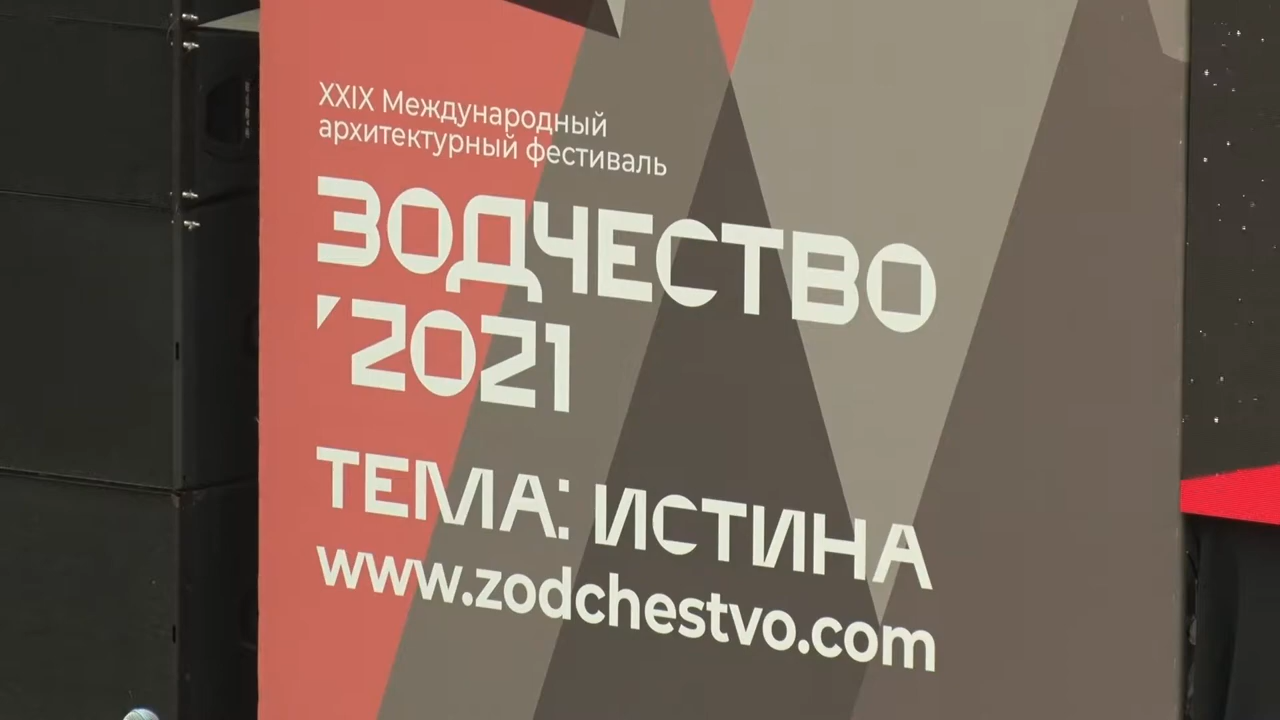 XXIX Международный
архитектурный фестиваль
ЗОДЧЕСТВО
'2021
ТЕМА: ИСТИНА
www.zodchestvo.com